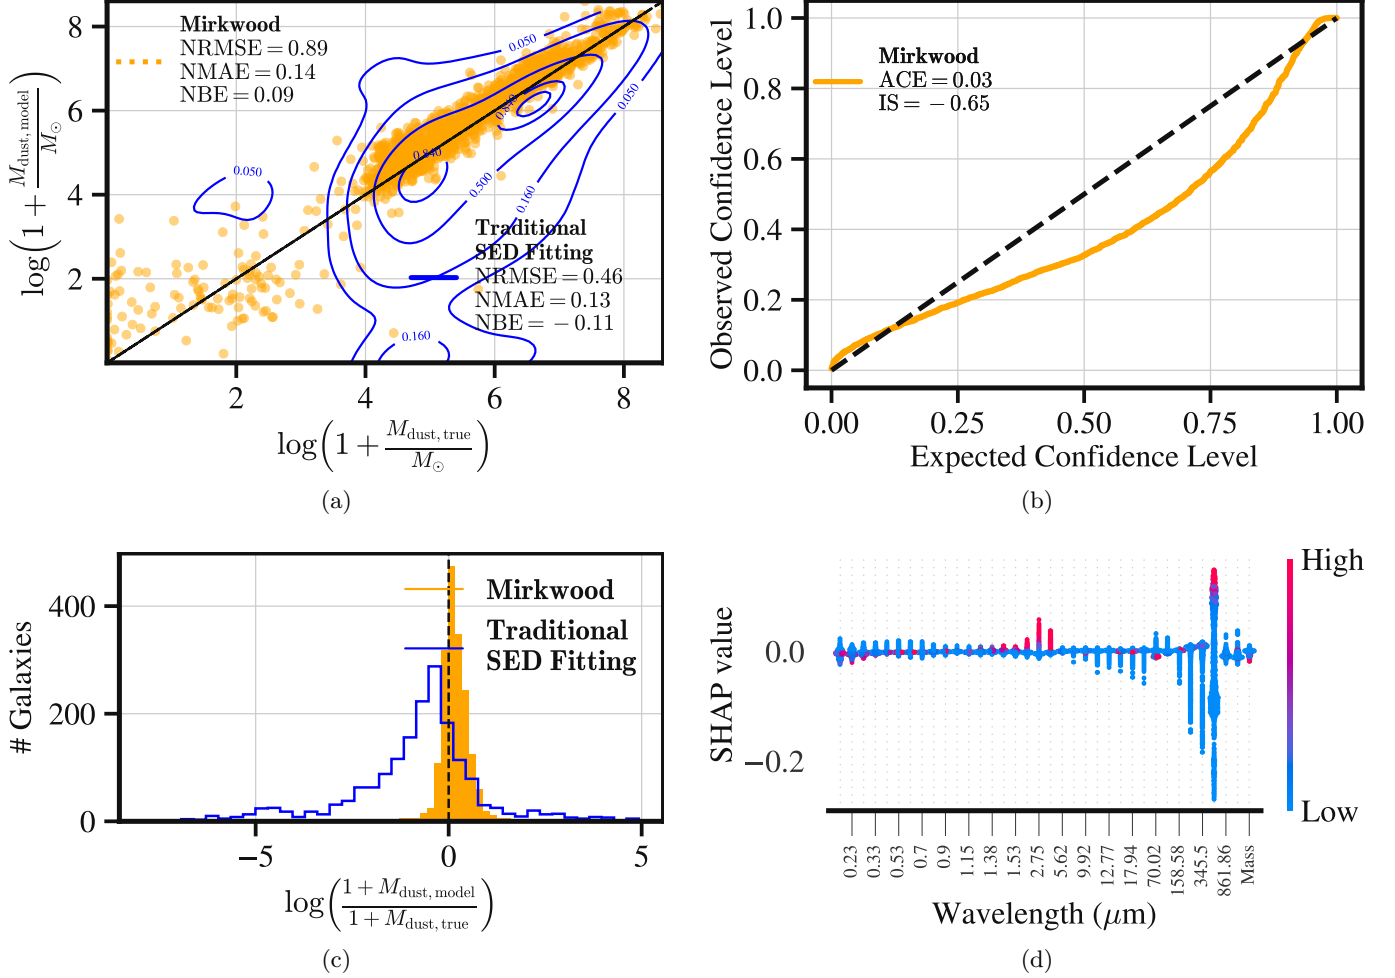 Mirkwood
NRMSE = 0.89
NMAE = 0.14
NBE = 0.09
0.050
0.050
0.050
0.840
0.840
0.500
0.160
0.160
Traditional
SED Fitting
NRMSE = 0.46
NMAE = 0.13
NBE = −0.11
8
6
4
2
2 4 6 8
log(1 + M_dust, model / M_⊙)
log(1 + M_dust, true / M_⊙)
(a)
Mirkwood
ACE = 0.03
IS = −0.65
Observed Confidence Level
1.0
0.8
0.6
0.4
0.2
0.0
0.00 0.25 0.50 0.75 1.00
Expected Confidence Level
(b)
Mirkwood
Traditional
SED Fitting
# Galaxies
400
200
0
−5 0 5
log(1 + M_dust, model / 1 + M_dust, true)
(c)
High
Low
SHAP value
0.0
−0.2
0.23 0.33 0.53 0.7 0.9 1.15 1.38 1.53 2.75 5.62 9.92 12.77 17.94 70.02 158.58 345.5 861.86 Mass
Wavelength (μm)
(d)